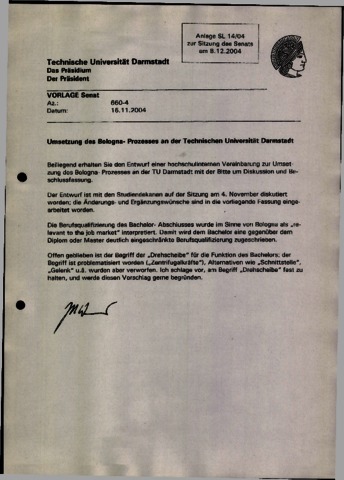 Anlage SL 14/04
zur Sitzung des Senats
am 8.12.2004
Technische Universität Darmstadt
Das Präsidium
Der Präsident
VORLAGE Senat
Az.: 660-4
Datum: 16.11.2004
Umsetzung des Bologna- Prozesses an der Technischen Universität Darmstadt
Beiliegend erhalten Sie den Entwurf einer hochschulinternen Vereinbarung zur Umset-
zung des Bologna- Prozesses an der TU Darmstadt mit der Bitte um Diskussion und Be-
schlussfassung.
Der Entwurf ist mit den Studiendekanen auf der Sitzung am 4. November diskutiert
worden; die Änderungs- und Ergänzungswünsche sind in die vorliegende Fassung einge-
arbeitet worden.
Die Berufsqualifizierung des Bachelor- Abschlusses wurde im Sinne von Bologna als „re-
levant to the job market" interpretiert. Damit wird dem Bachelor eine gegenüber dem
Diplom oder Master deutlich eingeschränkte Berufsqualifizierung zugeschrieben.
Offen geblieben ist der Begriff der „Drehscheibe" für die Funktion des Bachelors; der
Begriff ist problematisiert worden („Zentrifugalkräfte"). Alternativen wie „Schnittstelle",
„Gelenk" u.ä. wurden aber verworfen. Ich schlage vor, am Begriff „Drehscheibe" fest zu
halten, und werde diesen Vorschlag gerne begründen.